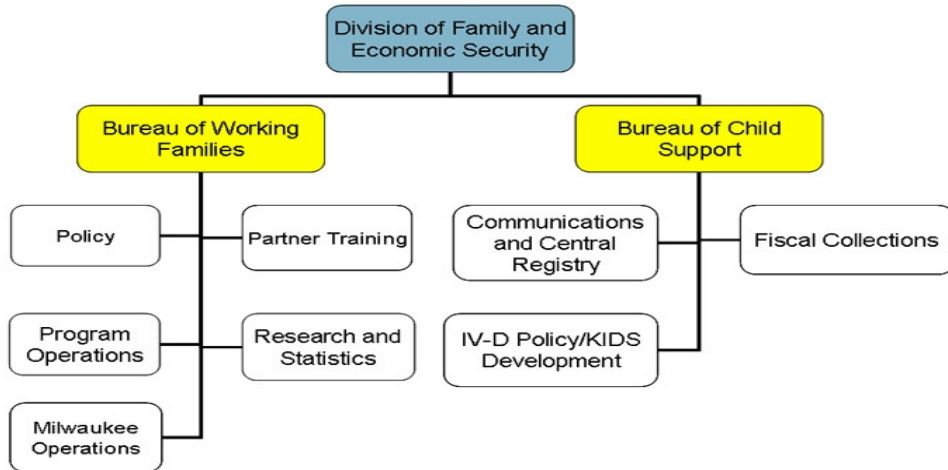 Division of Family and
Economic Security
Bureau of Working
Families
Bureau of Child
Support
Policy
Partner Training
Communications
and Central
Registry
Fiscal Collections
Program
Operations
Research and
Statistics
IV-D Policy/KIDS
Development
Milwaukee
Operations